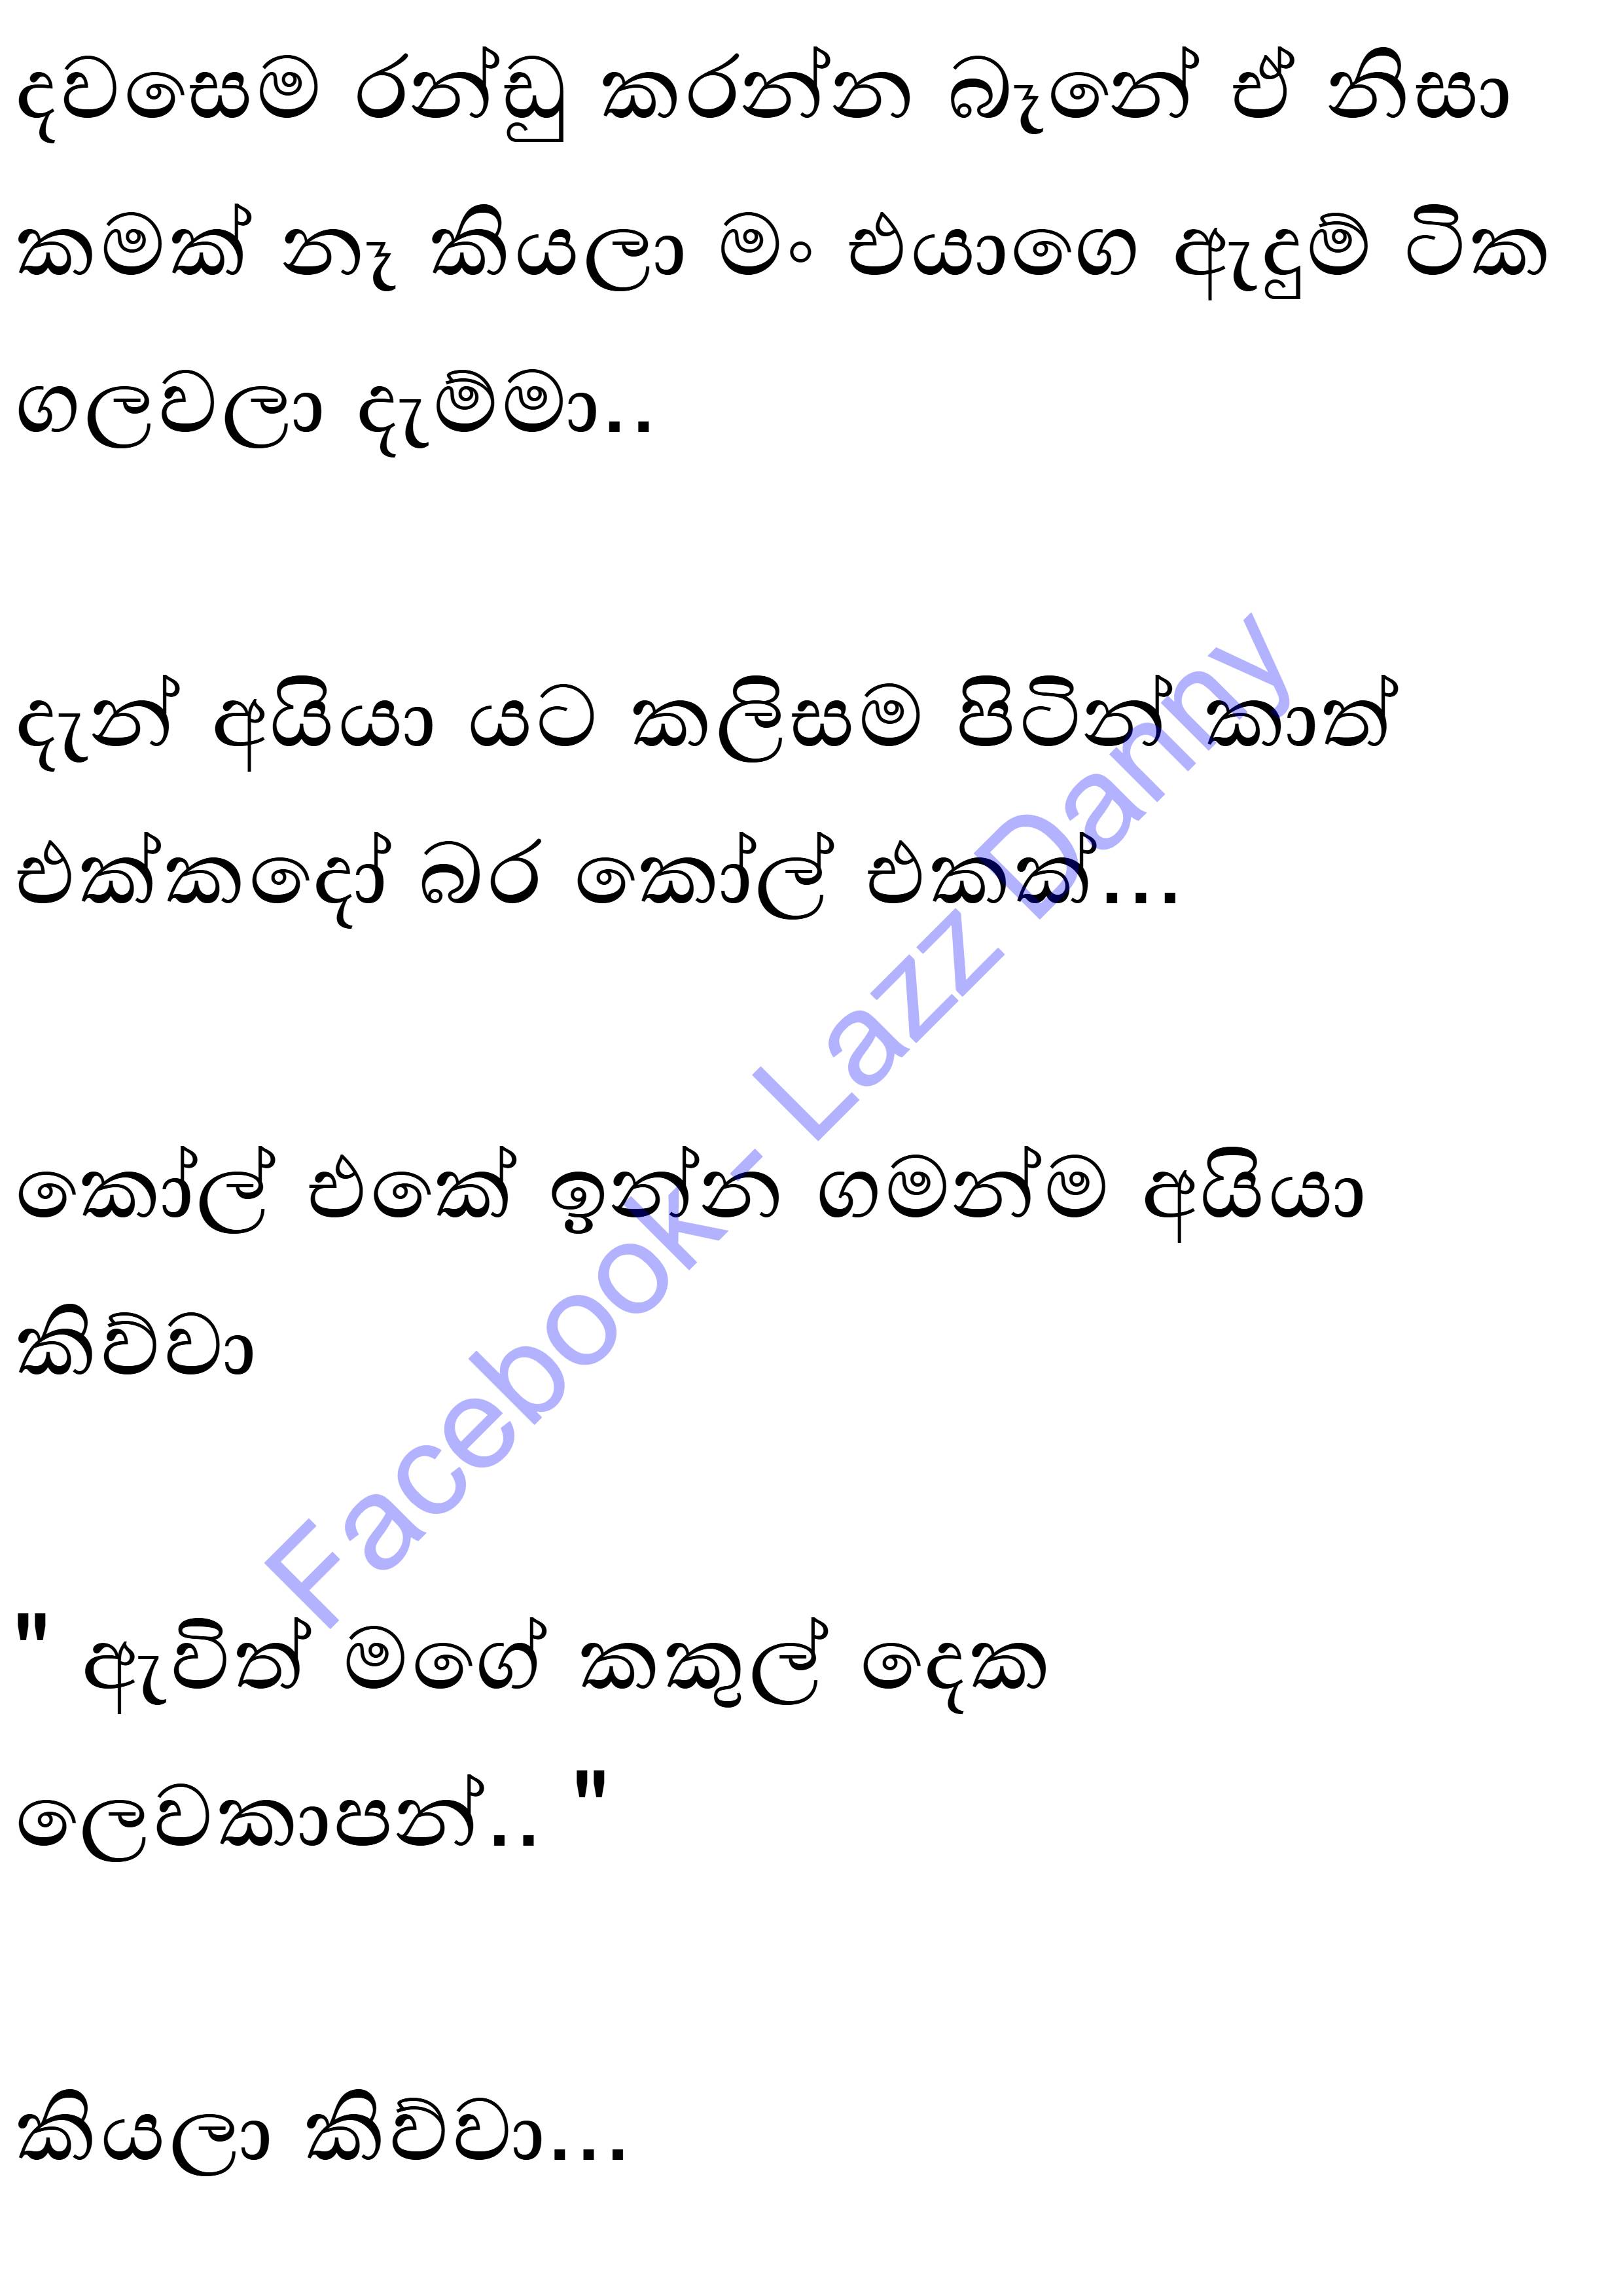 දවසෙම රන්ඩු කරන්න බෑනේ ඒ නිසා
කමක් නෑ කියලා මං එයාගෙ ඇඳුම් ටික
ගලවලා දැම්මා..
දැන් අයියා යට කලිසම පිටින් කාත්
එක්කදෝ බර කෝල් එකක්...
කෝල් එකේ ඉන්න ගමන්ම අයියා
කිව්වා
" ඇවිත් මගේ කකුල් දෙක
ලෙවකාපන්.. "
කියලා කිව්වා...
Facebook- Lazz Danny